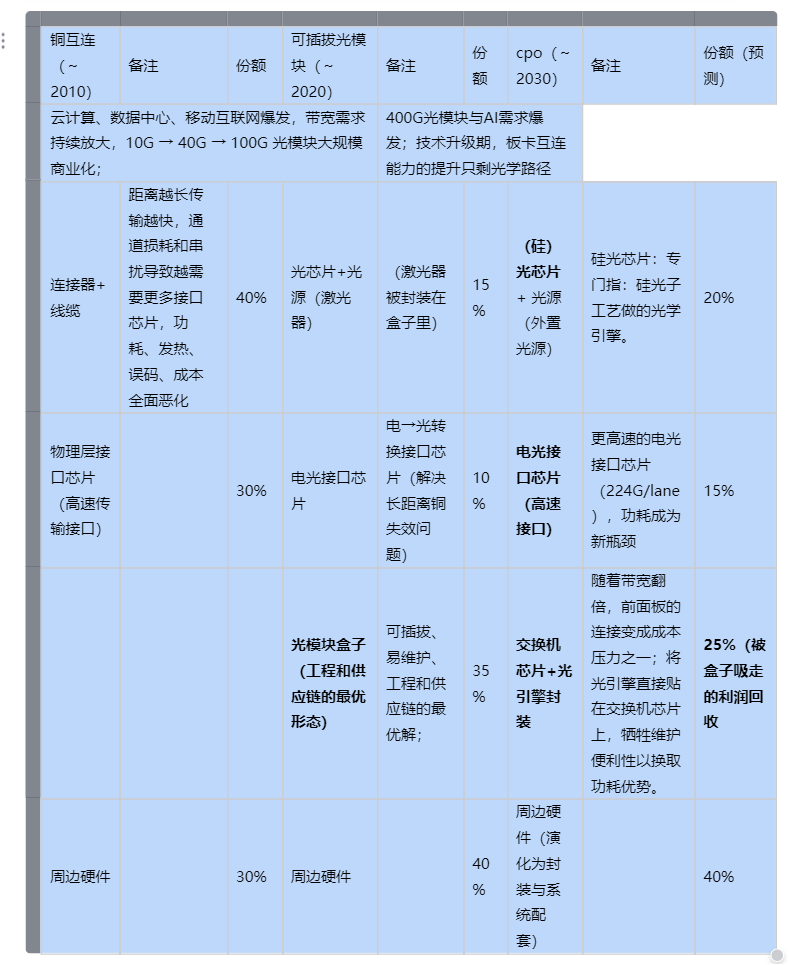 铜互连
（~
2010）
备注
份额
可插拔光模
块（~
2020）
备注
份
额
cpo（~
2030）
备注
份额（预
测）
云计算、数据中心、移动互联网爆发，带宽需求
持续放大，10G → 40G → 100G 光模块大规模
商业化；
400G光模块与AI需求爆
发；技术升级期，板卡互连
能力的提升只剩光学路径
连接器+
线缆
距离越长传
输越快，通
道损耗和串
扰导致越需
要更多接口
芯片，功
耗、发热、
误码、成本
全面恶化
40%
光芯片+光
源（激光
器）
（激光器
被封装在
盒子里）
15
%
（硅）
光芯片
+ 光源
（外置
光源）
硅光芯片：专
门指：硅光子
工艺做的光学
引擎。
20%
物理层接
口芯片
（高速传
输接口）
30%
电光接口芯
片
电→光转
换接口芯
片（解决
长距离铜
失效问
题）
10
%
电光接
口芯片
（高速
接口）
更高速的电光
接口芯片
（224G/lane
），功耗成为
新瓶颈
15%
光模块盒子
（工程和供
应链的最优
形态）
可插拔、
易维护、
工程和供
应链的最
优解；
35
%
交换机
芯片+光
引擎封
装
随着带宽翻
倍，前面板的
连接变成成本
压力之一；将
光引擎直接贴
在交换机芯片
上，牺牲维护
便利性以换取
功耗优势。
25%（被
盒子吸走
的利润回
收
周边硬件
30%
周边硬件
40
%
周边硬
件（演
化为封
装与系
统配
套）
40%